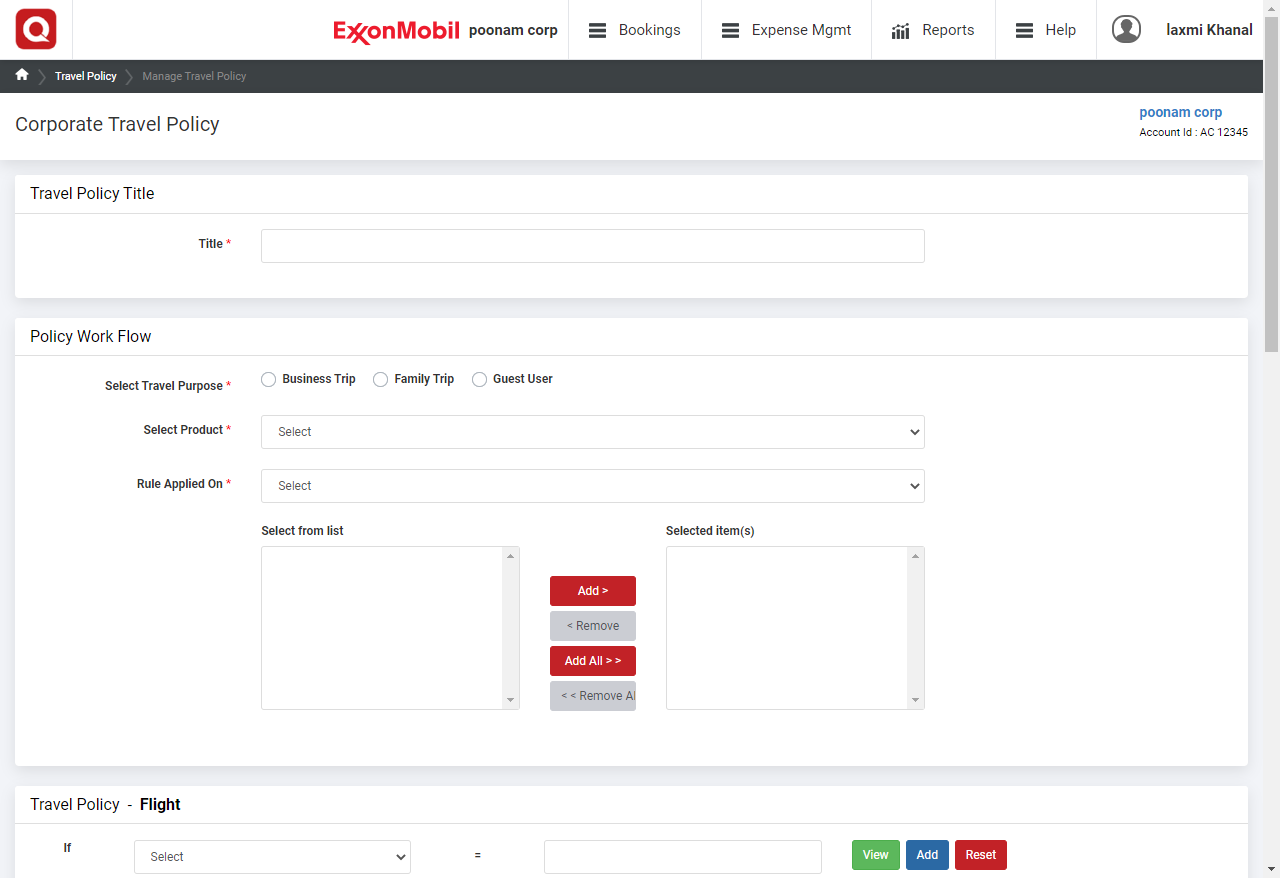 ExxonMobil poonam corp Bookings Expense Mgmt Reports Help laxmi Khanal
Travel Policy Manage Travel Policy
Corporate Travel Policy
poonam corp
Account Id : AC 12345
Travel Policy Title
Title *
Policy Work Flow
Select Travel Purpose * Business Trip Family Trip Guest User
Select Product * Select
Rule Applied On * Select
Select from list Selected item(s)
Add >
< Remove
Add All > >
< < Remove Al
Travel Policy - Flight
If Select = View Add Reset